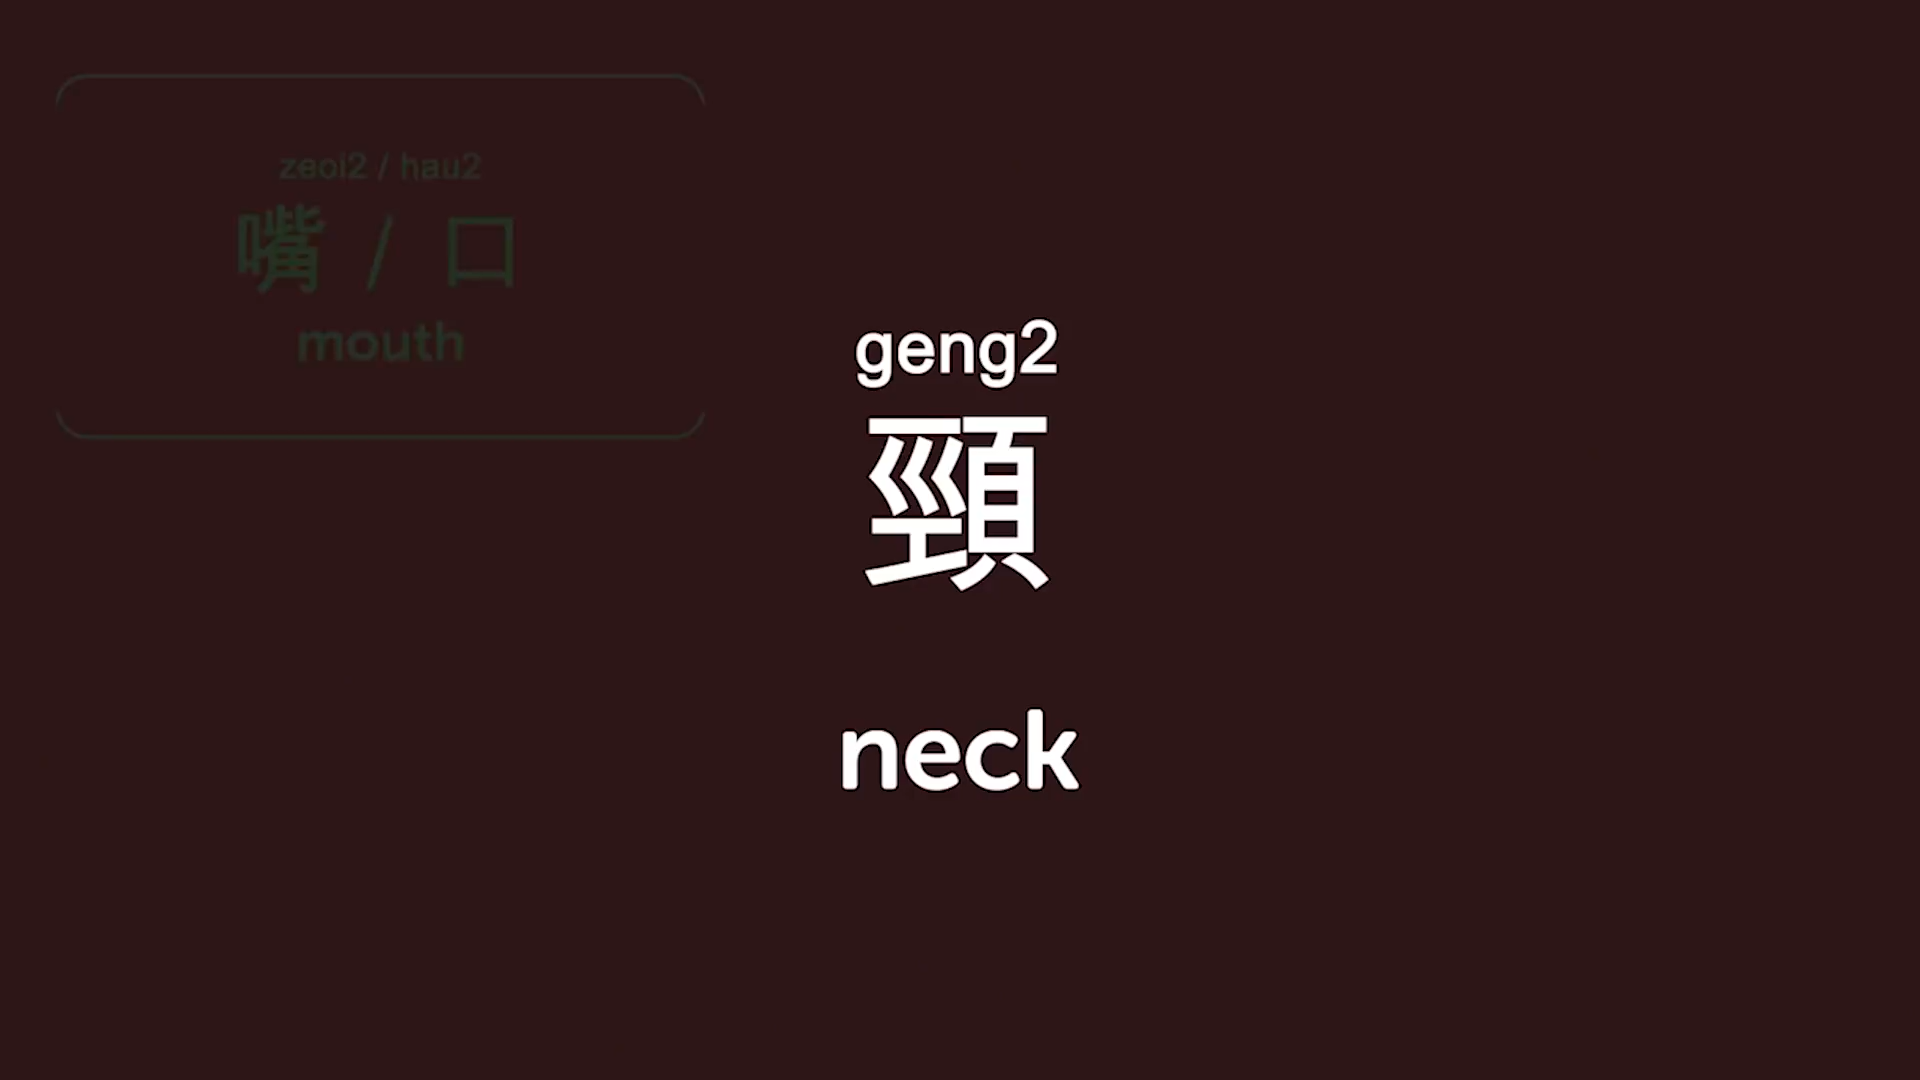 zeoi2 / hau2
嘴 / 口
mouth
geng2
頸
neck